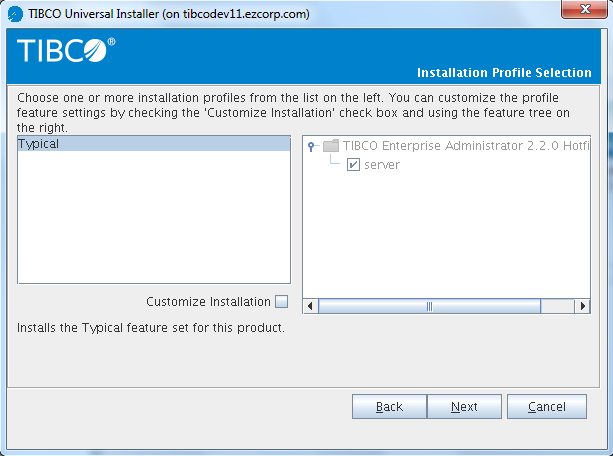 TIBCO Universal Installer (on tibcodev11.ezcorp.com)
TIBCO®
Installation Profile Selection
Choose one or more installation profiles from the list on the left. You can customize the profile
feature settings by checking the 'Customize Installation' check box and using the feature tree on
the right.
Typical
TIBCO Enterprise Administrator 2.2.0 Hotfi
server
Customize Installation
Installs the Typical feature set for this product.
Back Next Cancel